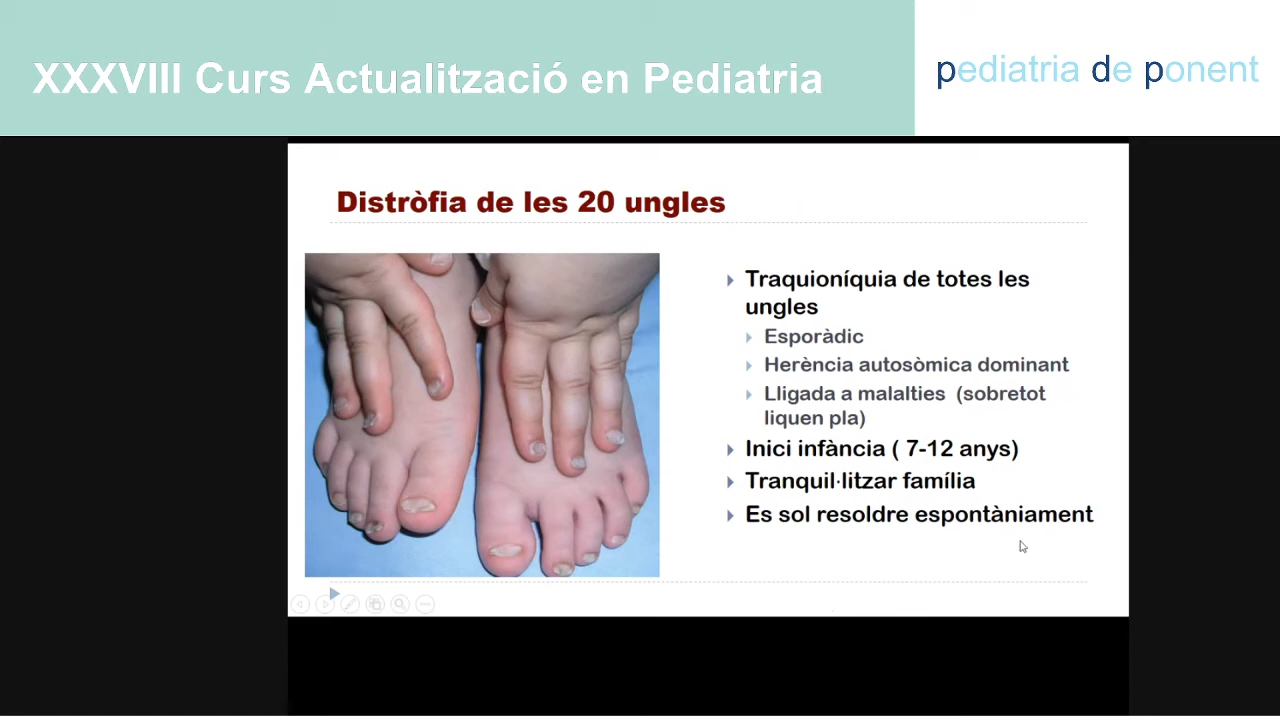 XXXVIII Curs Actualització en Pediatria
pediatria de ponent
Distròfia de les 20 ungles
Traquioníquia de totes les
ungles
Esporàdic
Herència autosòmica dominant
Lligada a malalties (sobretot
liquen pla)
Inici infància ( 7-12 anys)
Tranquil·litzar família
Es sol resoldre espontàniament